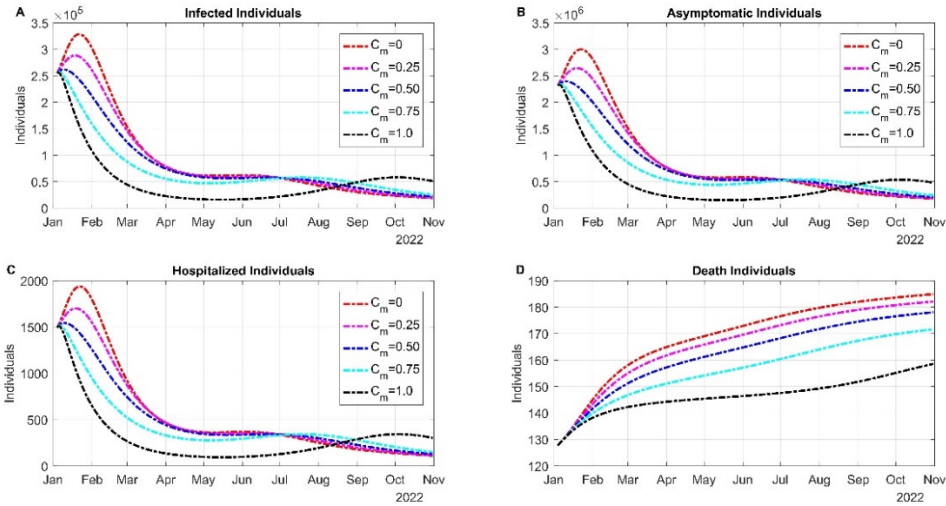 A
Infected Individuals
3.5 × 10^5
3
2.5
2
1.5
1
0.5
0
Individuals
C_m=0
C_m=0.25
C_m=0.50
C_m=0.75
C_m=1.0
Jan Feb Mar Apr May Jun Jul Aug Sep Oct Nov
2022
B
Asymptomatic Individuals
3.5 × 10^6
3
2.5
2
1.5
1
0.5
0
Individuals
C_m=0
C_m=0.25
C_m=0.50
C_m=0.75
C_m=1.0
Jan Feb Mar Apr May Jun Jul Aug Sep Oct Nov
2022
C
Hospitalized Individuals
2000
1500
1000
500
0
Individuals
C_m=0
C_m=0.25
C_m=0.50
C_m=0.75
C_m=1.0
Jan Feb Mar Apr May Jun Jul Aug Sep Oct Nov
2022
D
Death Individuals
190
180
170
160
150
140
130
120
Individuals
Jan Feb Mar Apr May Jun Jul Aug Sep Oct Nov
2022